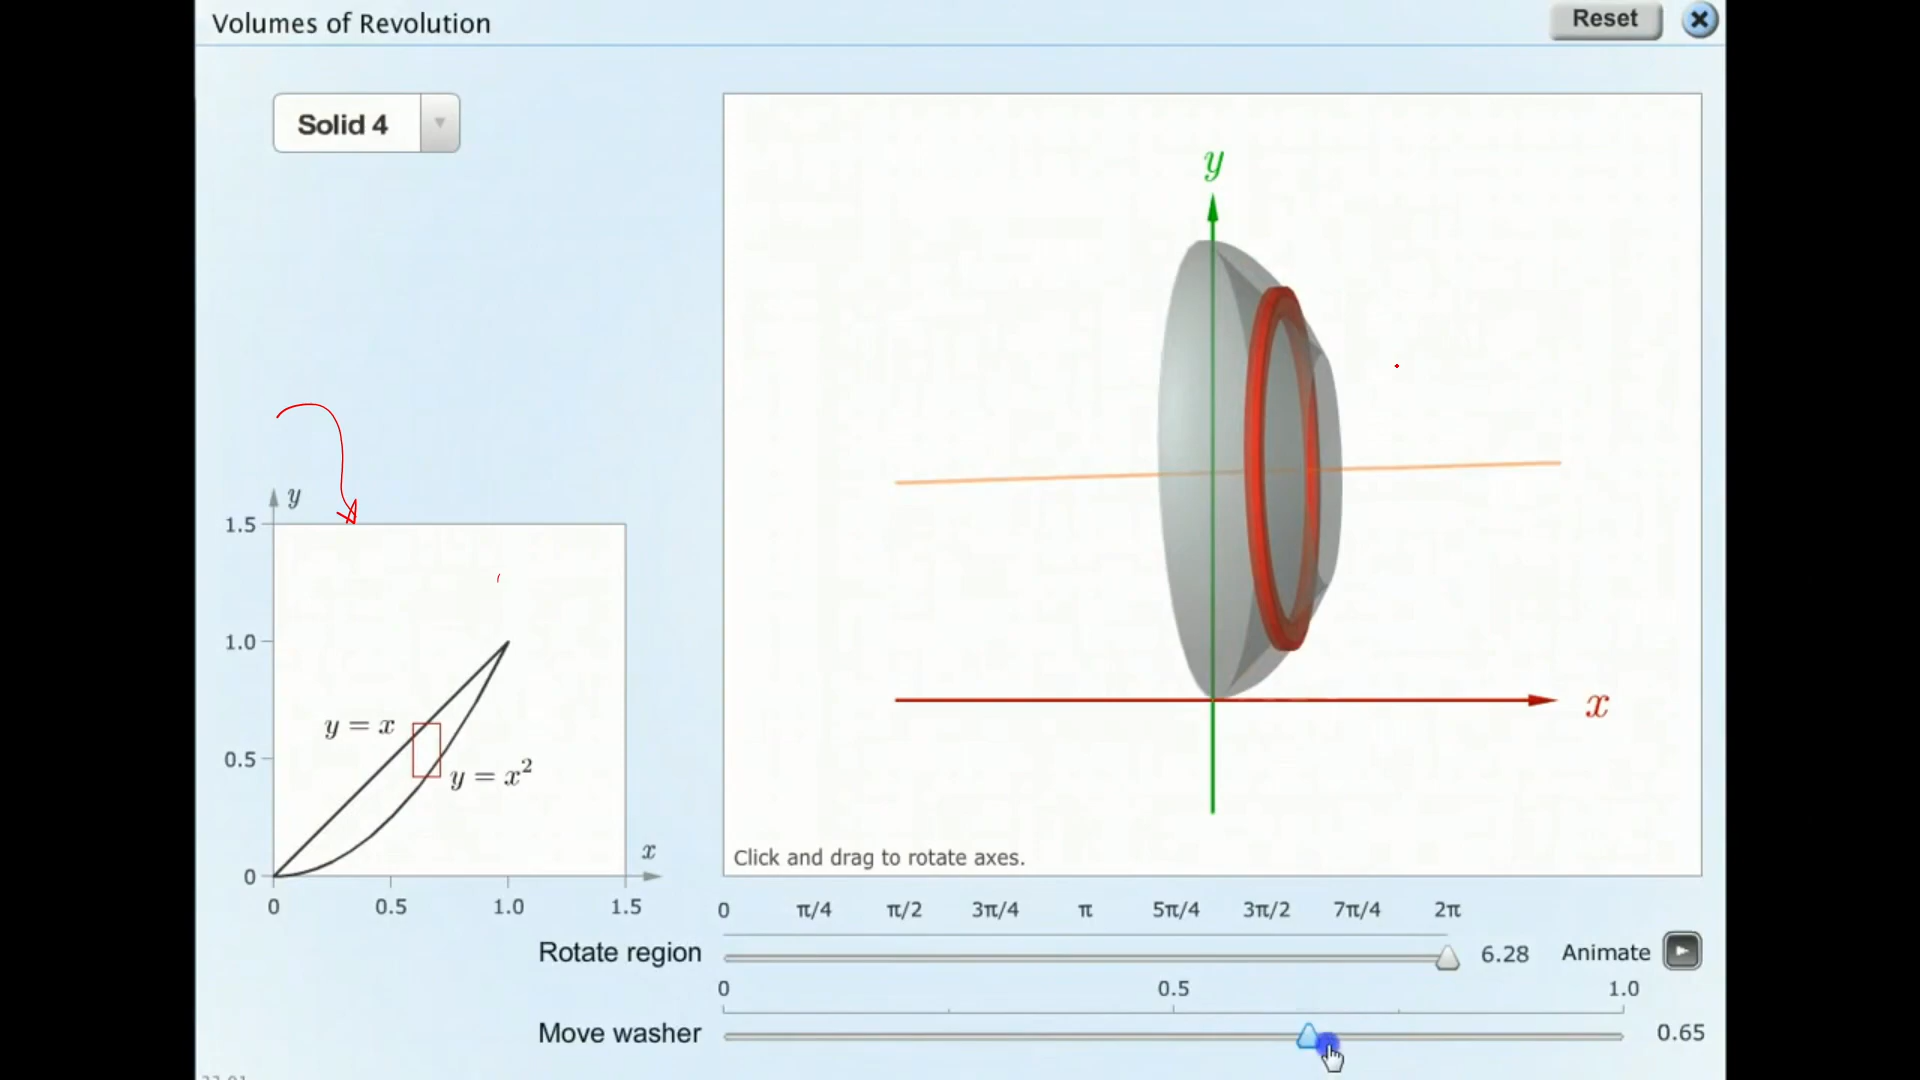 Volumes of Revolution
Reset
Solid 4
y
y
1.5
1.0
y = x
0.5
y = x²
x
x
0
0 0.5 1.0 1.5
Click and drag to rotate axes.
0 π/4 π/2 3π/4 π 5π/4 3π/2 7π/4 2π
Rotate region 6.28 Animate
0 0.5 1.0
Move washer 0.65